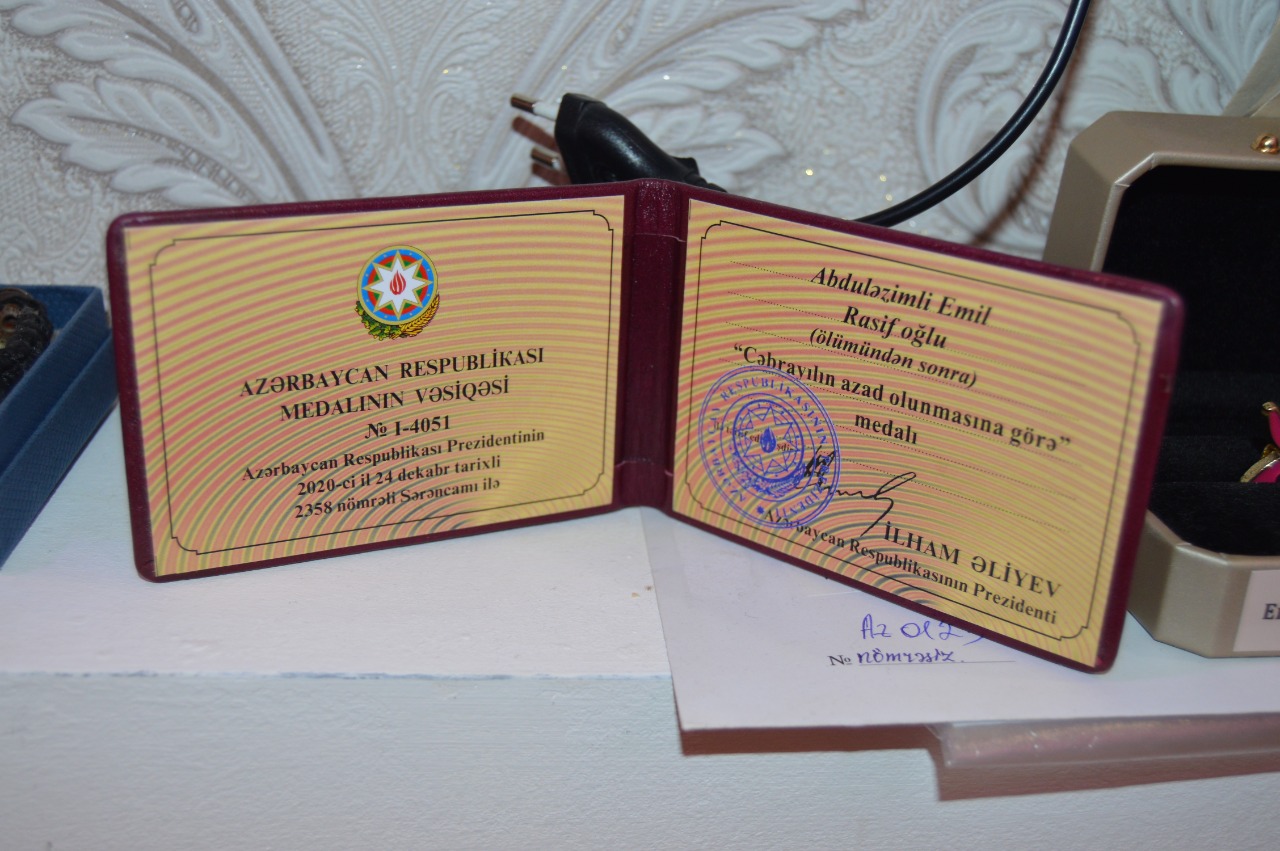 AZƏRBAYCAN RESPUBLİKASI
MEDALININ VƏSİQƏSİ
№ I-4051
Azərbaycan Respublikası Prezidentinin
2020-ci il 24 dekabr tarixli
2358 nömrəli Sərəncamı ilə
Abduləzimli Emil
Rasif oğlu
(ölümündən sonra)
“Cəbrayılın azad olunmasına görə”
medalı
İLHAM ƏLİYEV
Azərbaycan Respublikasının Prezidenti
Az
№ nömrəsiz.